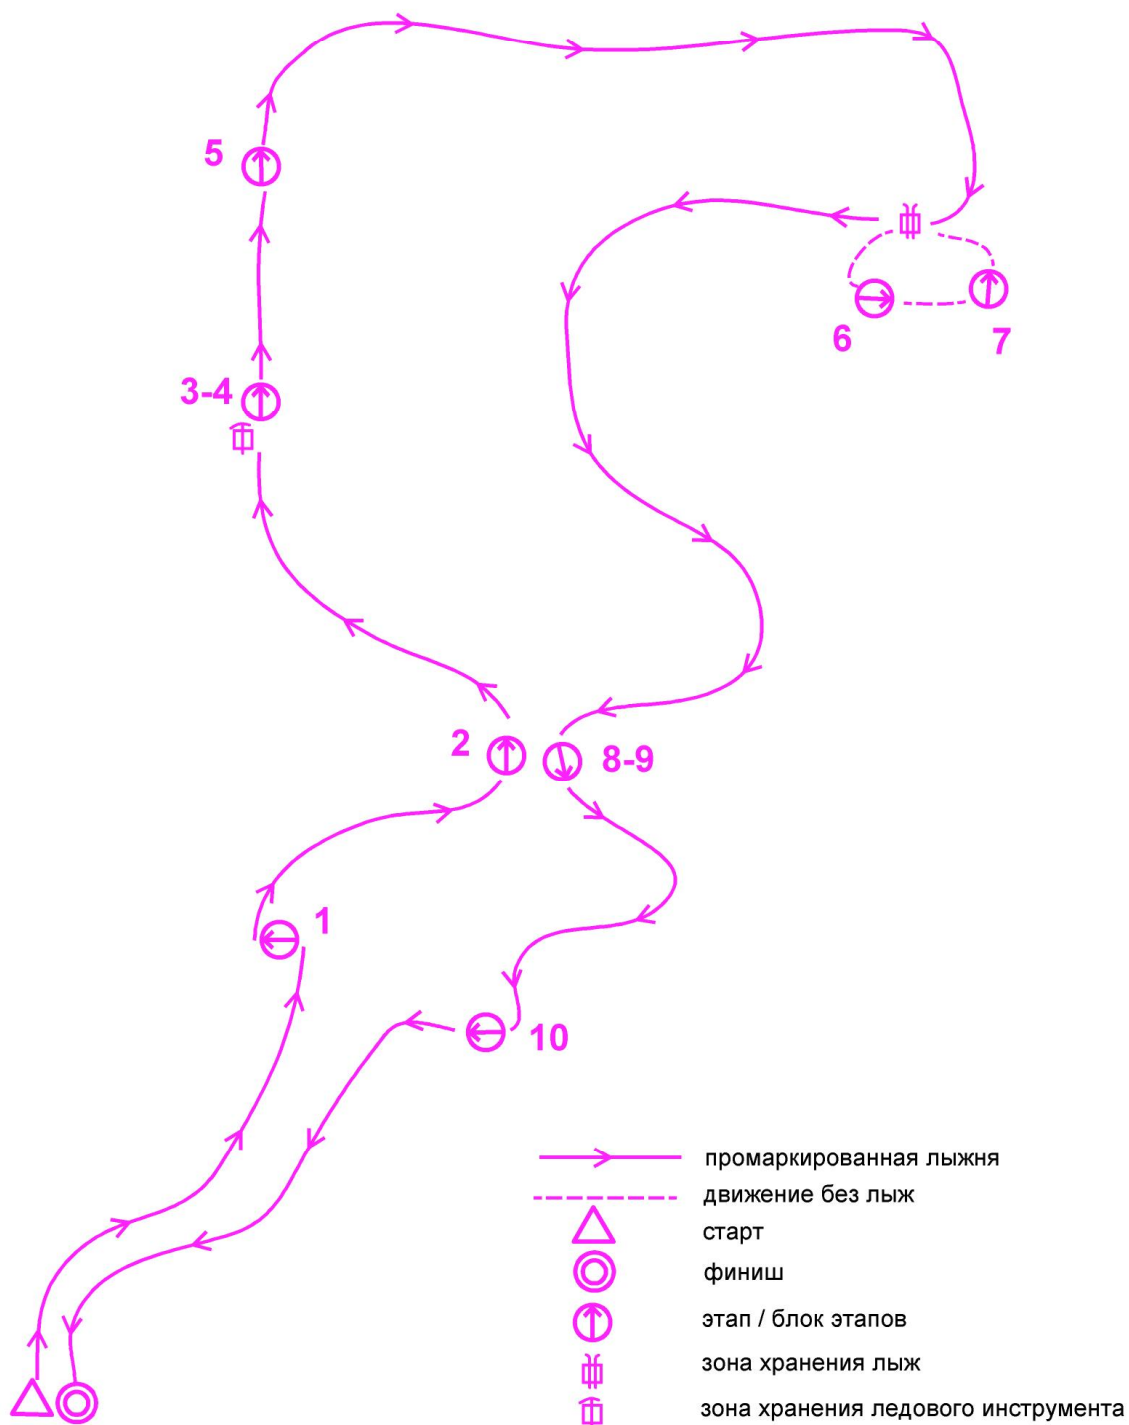 5
6
7
3-4
2
8-9
1
10
промаркированная лыжня
движение без лыж
старт
финиш
этап / блок этапов
зона хранения лыж
зона хранения ледового инструмента